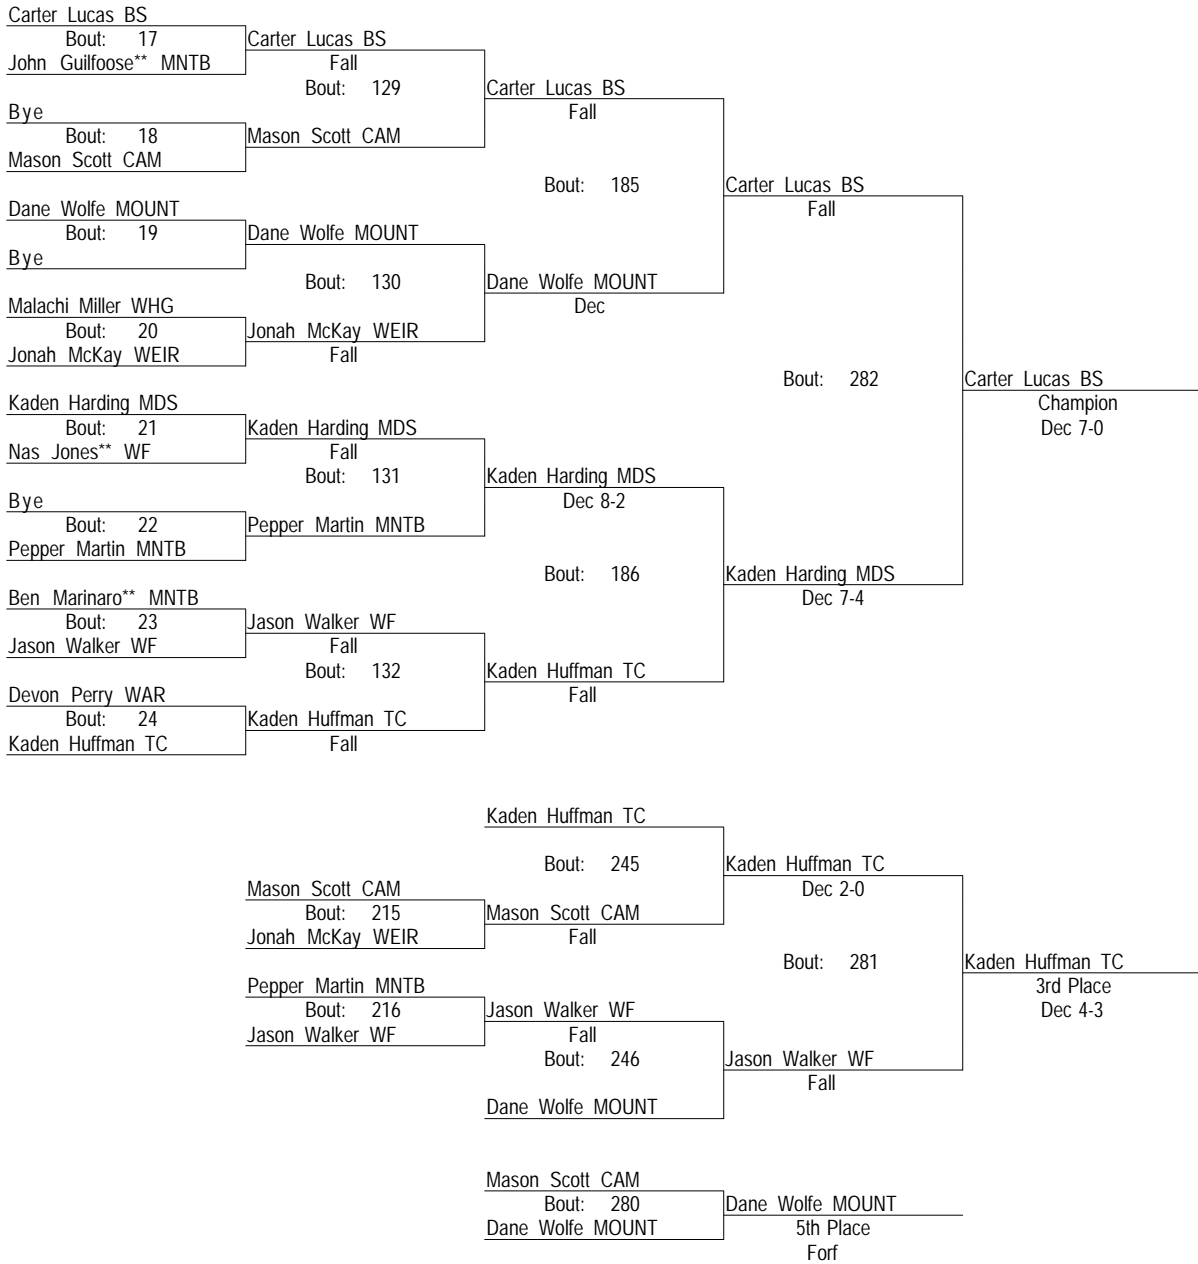 Carter Lucas BS
Bout: 17
John Guilfoose** MNTB
Carter Lucas BS
Fall
Bout: 129
Bye
Bout: 18
Mason Scott CAM
Mason Scott CAM
Carter Lucas BS
Fall
Bout: 185
Dane Wolfe MOUNT
Bout: 19
Bye
Dane Wolfe MOUNT
Bout: 130
Malachi Miller WHG
Bout: 20
Jonah McKay WEIR
Jonah McKay WEIR
Fall
Dane Wolfe MOUNT
Dec
Carter Lucas BS
Fall
Bout: 282
Kaden Harding MDS
Bout: 21
Nas Jones** WF
Kaden Harding MDS
Fall
Bout: 131
Bye
Bout: 22
Pepper Martin MNTB
Pepper Martin MNTB
Kaden Harding MDS
Dec 8-2
Bout: 186
Ben Marinaro** MNTB
Bout: 23
Jason Walker WF
Jason Walker WF
Fall
Bout: 132
Devon Perry WAR
Bout: 24
Kaden Huffman TC
Kaden Huffman TC
Fall
Kaden Huffman TC
Fall
Kaden Harding MDS
Dec 7-4
Carter Lucas BS
Champion
Dec 7-0
Kaden Huffman TC
Bout: 245
Mason Scott CAM
Bout: 215
Jonah McKay WEIR
Mason Scott CAM
Fall
Kaden Huffman TC
Dec 2-0
Bout: 281
Pepper Martin MNTB
Bout: 216
Jason Walker WF
Jason Walker WF
Fall
Bout: 246
Dane Wolfe MOUNT
Jason Walker WF
Fall
Kaden Huffman TC
3rd Place
Dec 4-3
Mason Scott CAM
Bout: 280
Dane Wolfe MOUNT
Dane Wolfe MOUNT
5th Place
Forf